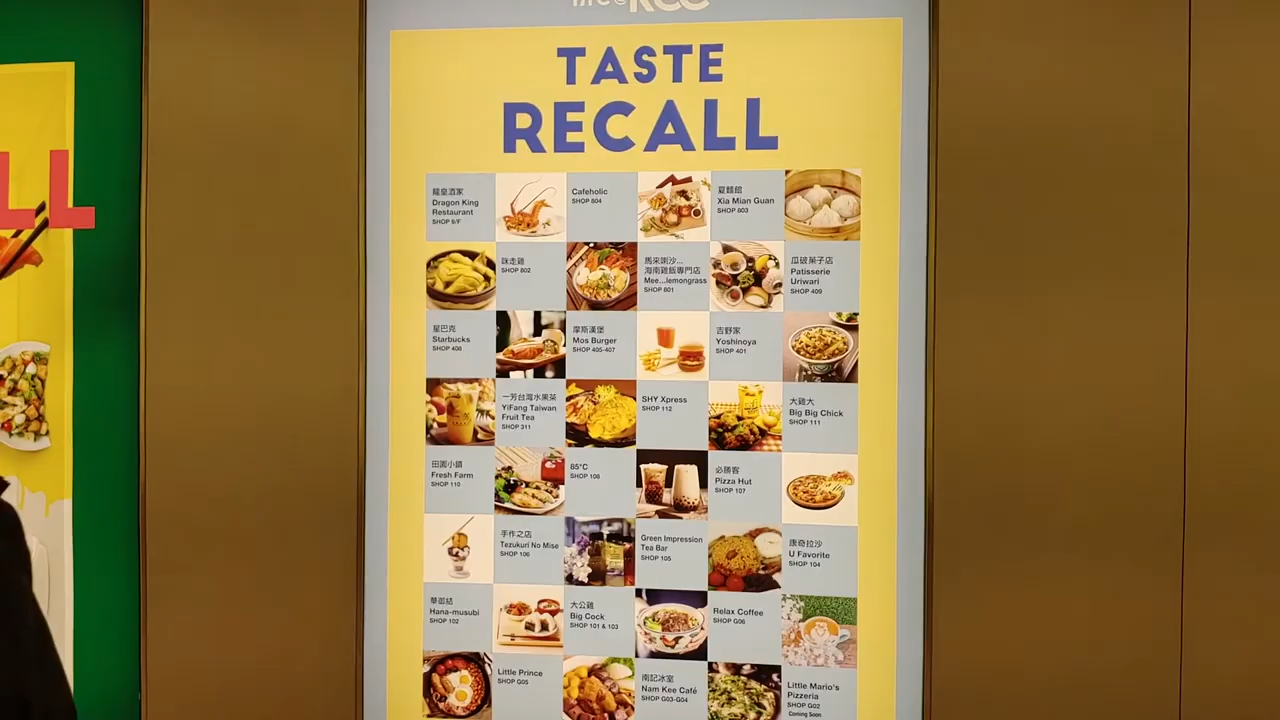 TASTE
RECALL
龍皇酒家
Dragon King
Restaurant
SHOP 9/F
Cafeholic
SHOP 804
夏麵館
Xia Mian Guan
SHOP 803
咪走雞
SHOP 802
馬來喇沙...
海南雞飯專門店
Mee...lemongrass
SHOP 801
瓜破菓子店
Patisserie
Uriwari
SHOP 409
星巴克
Starbucks
SHOP 408
摩斯漢堡
Mos Burger
SHOP 405-407
吉野家
Yoshinoya
SHOP 401
一芳台灣水果茶
YiFang Taiwan
Fruit Tea
SHOP 311
SHY Xpress
SHOP 112
大雞大
Big Big Chick
SHOP 111
田園小鎮
Fresh Farm
SHOP 110
85°C
SHOP 108
必勝客
Pizza Hut
SHOP 107
手作之店
Tezukuri No Mise
SHOP 106
Green Impression
Tea Bar
SHOP 105
康奇拉沙
U Favorite
SHOP 104
華御結
Hana-musubi
SHOP 102
大公雞
Big Cock
SHOP 101 & 103
Relax Coffee
SHOP G06
Little Prince
SHOP G05
南記冰室
Nam Kee Café
SHOP G03-G04
Little Mario's
Pizzeria
SHOP G02
Coming Soon
LL